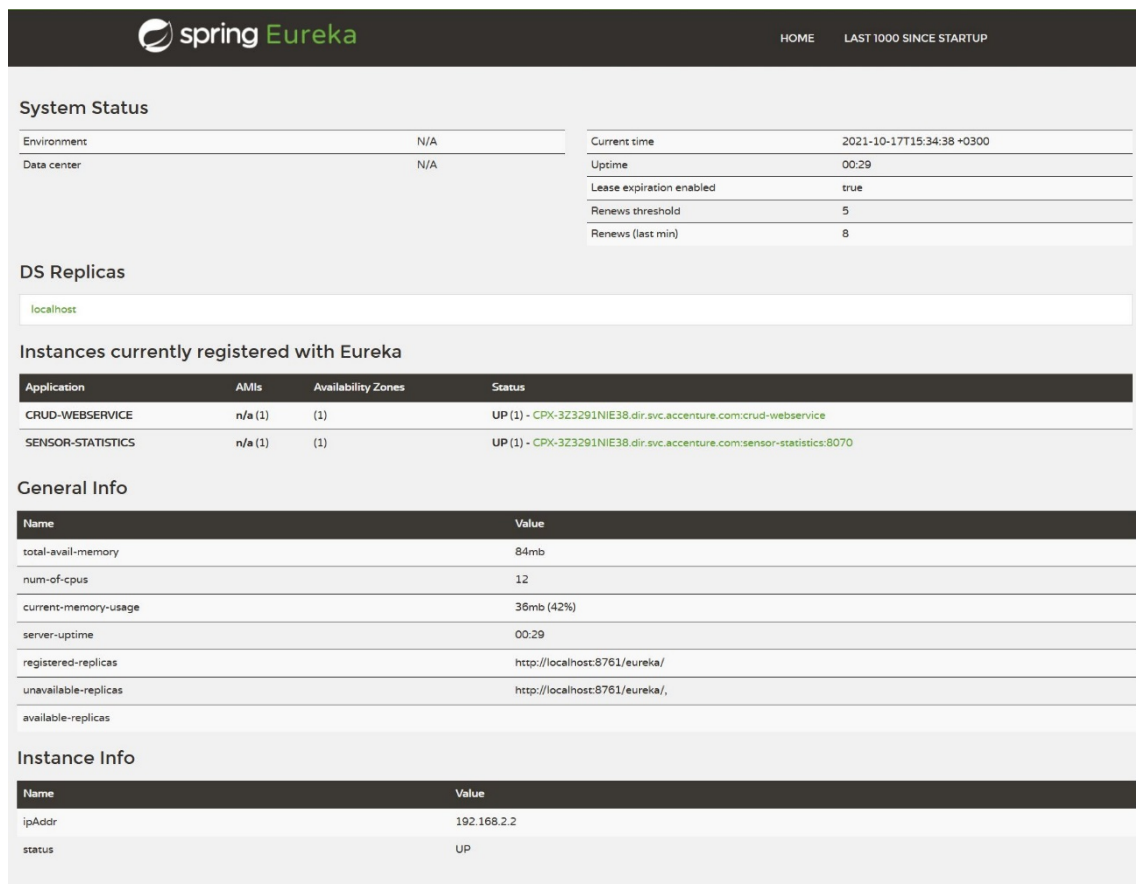 spring Eureka HOME LAST 1000 SINCE STARTUP
System Status
Environment N/A
Data center N/A
Current time 2021-10-17T15:34:38 +0300
Uptime 00:29
Lease expiration enabled true
Renews threshold 5
Renews (last min) 8
DS Replicas
localhost
Instances currently registered with Eureka
Application AMIs Availability Zones Status
CRUD-WEBSERVICE n/a (1) (1) UP (1) - CPX-3Z3291NIE38.dir.svc.accenture.com:crud-webservice
SENSOR-STATISTICS n/a (1) (1) UP (1) - CPX-3Z3291NIE38.dir.svc.accenture.com:sensor-statistics:8070
General Info
Name Value
total-avail-memory 84mb
num-of-cpus 12
current-memory-usage 36mb (42%)
server-uptime 00:29
registered-replicas http://localhost:8761/eureka/
unavailable-replicas http://localhost:8761/eureka/,
available-replicas
Instance Info
Name Value
ipAddr 192.168.2.2
status UP